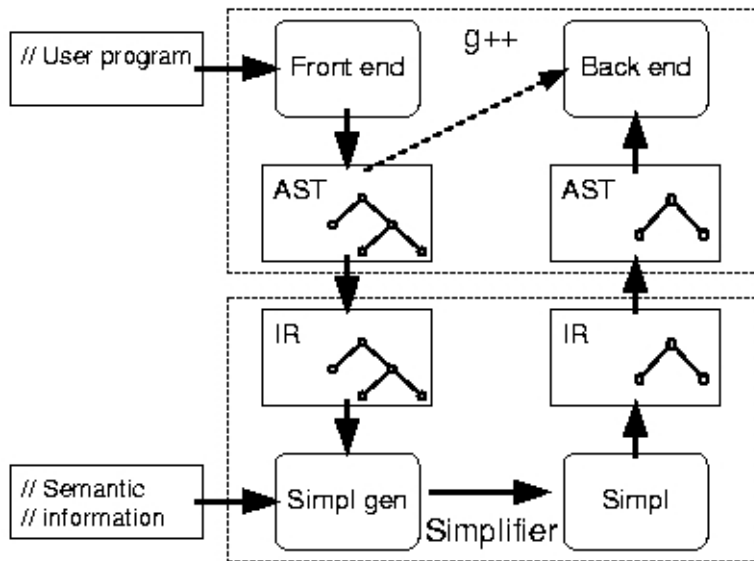 // User program
Front end
g++
Back end
AST
AST
IR
IR
// Semantic
// information
Simpl gen
Simplifier
Simpl